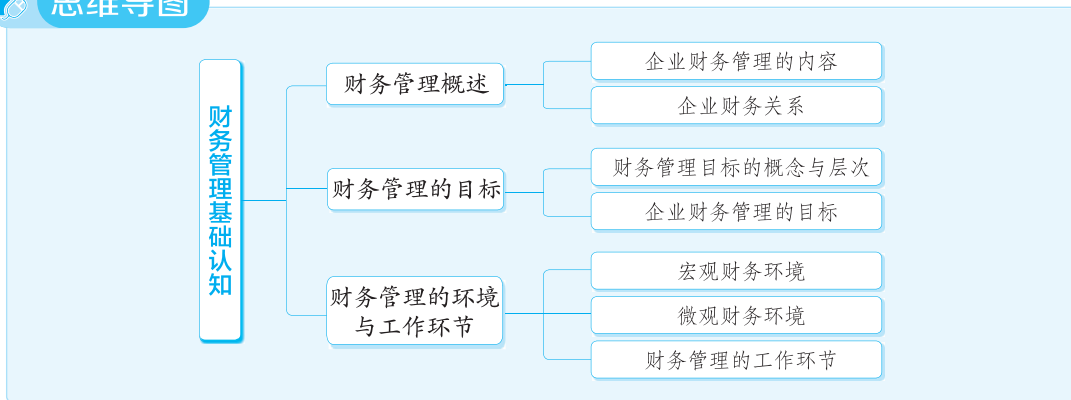 思维导图
财务管理基础认知
财务管理概述
企业财务管理的内容
企业财务关系
财务管理的目标
财务管理目标的概念与层次
企业财务管理的目标
财务管理的环境
与工作环节
宏观财务环境
微观财务环境
财务管理的工作环节